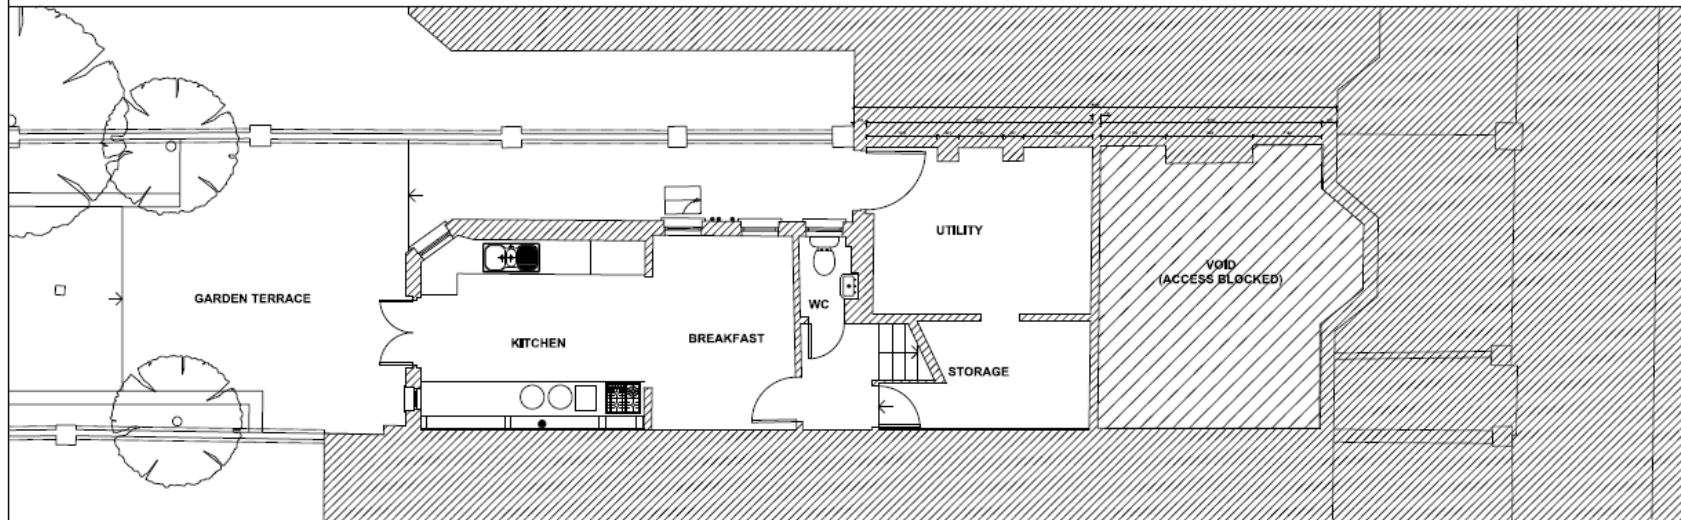 UTILITY
VOID
(ACCESS BLOCKED)
GARDEN TERRACE
WC
KITCHEN
BREAKFAST
STORAGE